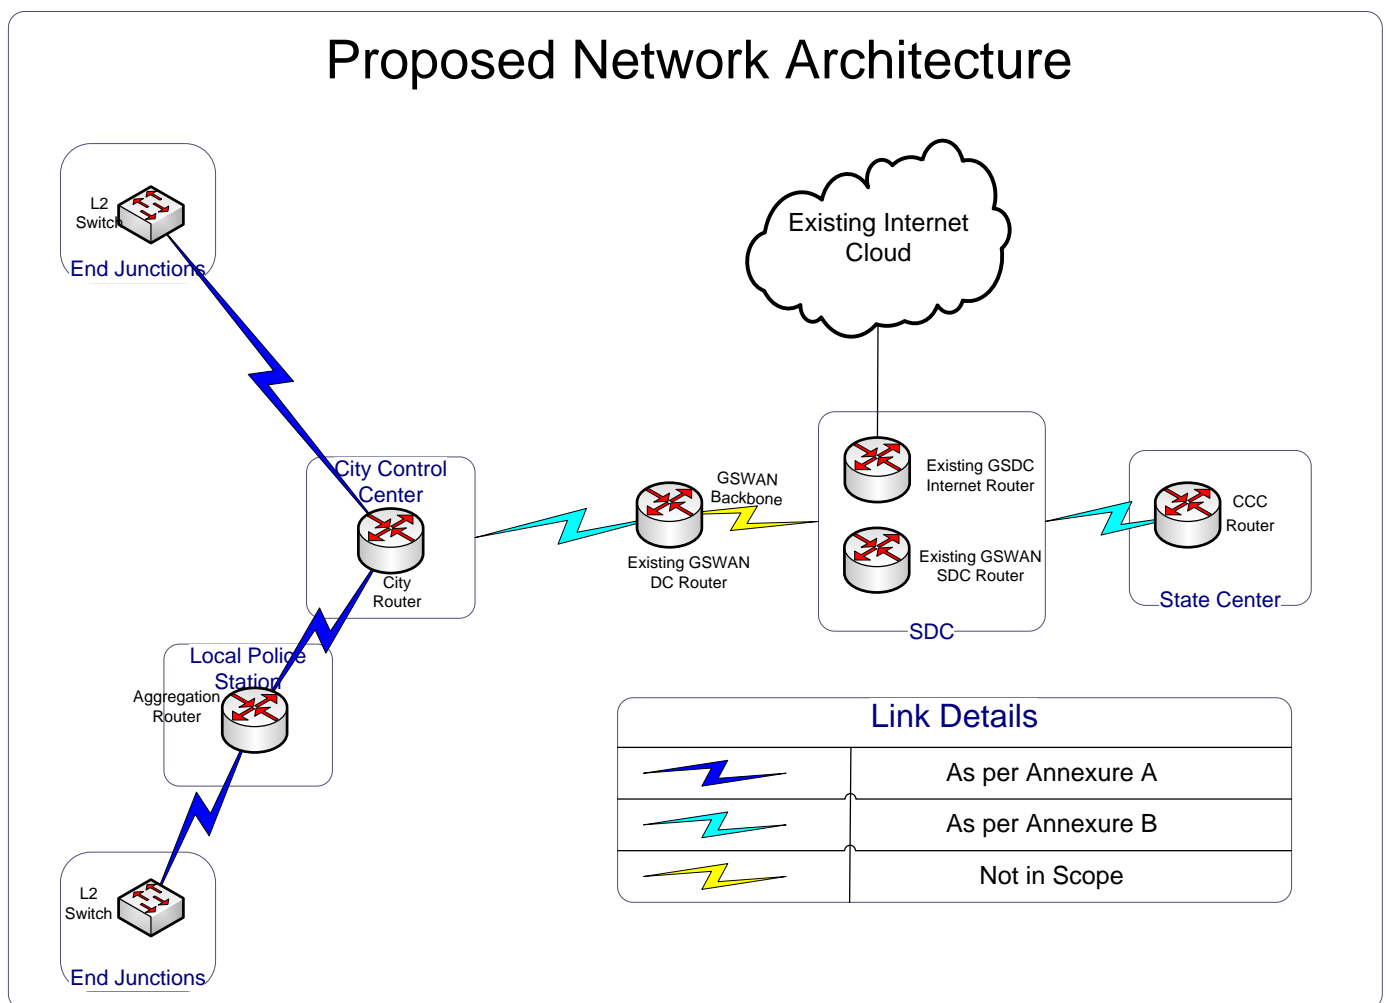 Proposed Network Architecture
L2
Switch
End Junctions
Existing Internet
Cloud
City Control
Center
City
Router
GSWAN
Backbone
Existing GSWAN
DC Router
Existing GSDC
Internet Router
Existing GSWAN
SDC Router
SDC
CCC
Router
State Center
Local Police
Station
Aggregation
Router
L2
Switch
End Junctions
Link Details
As per Annexure A
As per Annexure B
Not in Scope